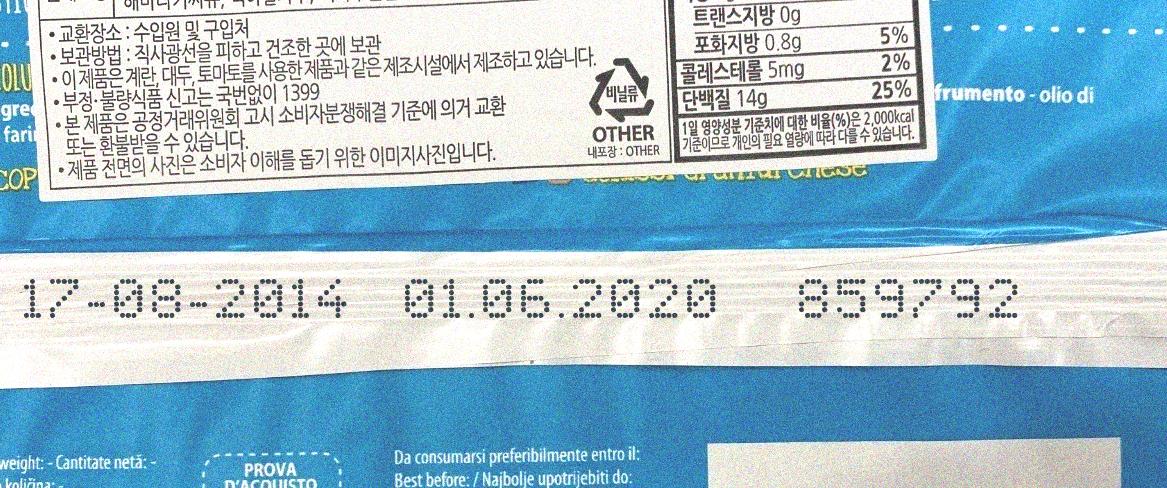 • 교환장소 : 수입원 및 구입처
• 보관방법 : 직사광선을 피하고 건조한 곳에 보관
• 이 제품은 계란, 대두, 토마토를 사용한 제품과 같은 제조시설에서 제조하고 있습니다.
• 부정·불량식품 신고는 국번없이 1399
• 본 제품은 공정거래위원회 고시 소비자분쟁해결 기준에 의거 교환
또는 환불받을 수 있습니다.
• 제품 전면의 사진은 소비자 이해를 돕기 위한 이미지사진입니다.
비닐류
OTHER
내포장 : OTHER
트랜스지방 0g
포화지방 0.8g 5%
콜레스테롤 5mg 2%
단백질 14g 25%
1일 영양성분 기준치에 대한 비율(%)은 2,000kcal
기준이므로 개인의 필요 열량에 따라 다를 수 있습니다.
frumento - olio di
17-08-2014 01.06.2020 859792
weight: - Cantitate netă: -
količina: -
PROVA
D'ACQUISTO
Da consumarsi preferibilmente entro il:
Best before: / Najbolje upotrijebiti do: